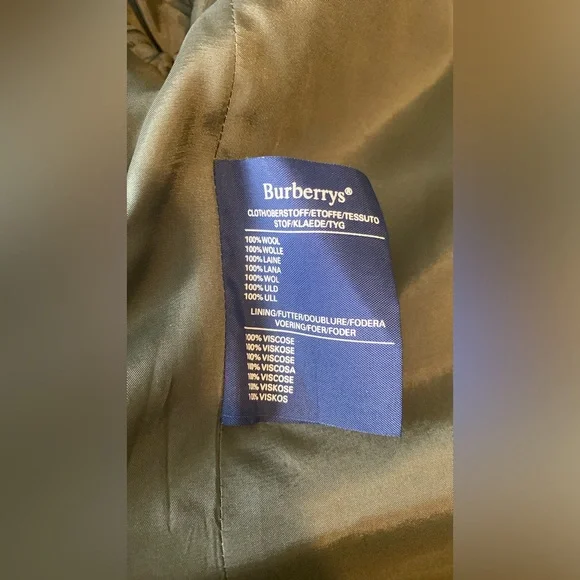 Burberrys®
CLOTH/OBERSTOFF/ETOFFE/TESSUTO
STOF/KLAEDE/TYG
100% WOOL
100% WOLLE
100% LAINE
100% LANA
100% WOL
100% ULD
100% ULL
LINING/FUTTER/DOUBLURE/FODERA
VOERING/FOER/FODER
100% VISCOSE
100% VISKOSE
100% VISCOSE
100% VISCOSA
100% VISCOSE
100% VISKOSE
100% VISKOS